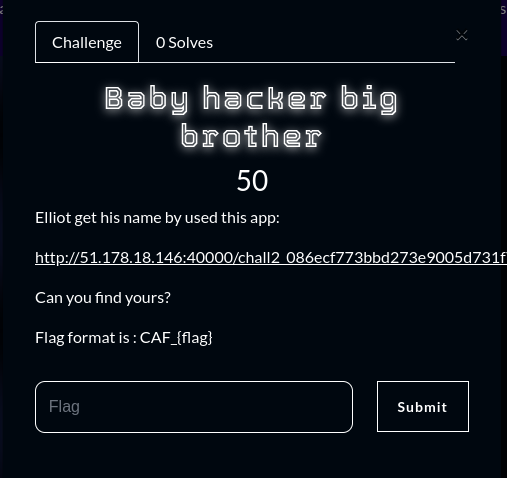 Challenge
0 Solves
Baby hacker big
brother
50
Elliot get his name by used this app:
http://51.178.18.146:40000/chall2_086ecf773bbd273e9005d731f
Can you find yours?
Flag format is : CAF_{flag}
Flag
Submit